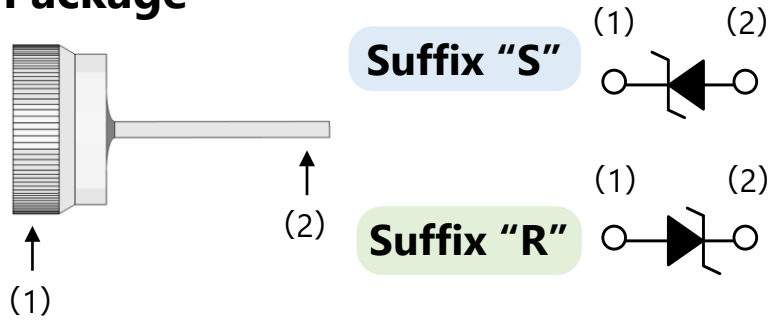 Package
(1) (2)
Suffix “S”
(1) (2)
Suffix “R”
(2)
(1)